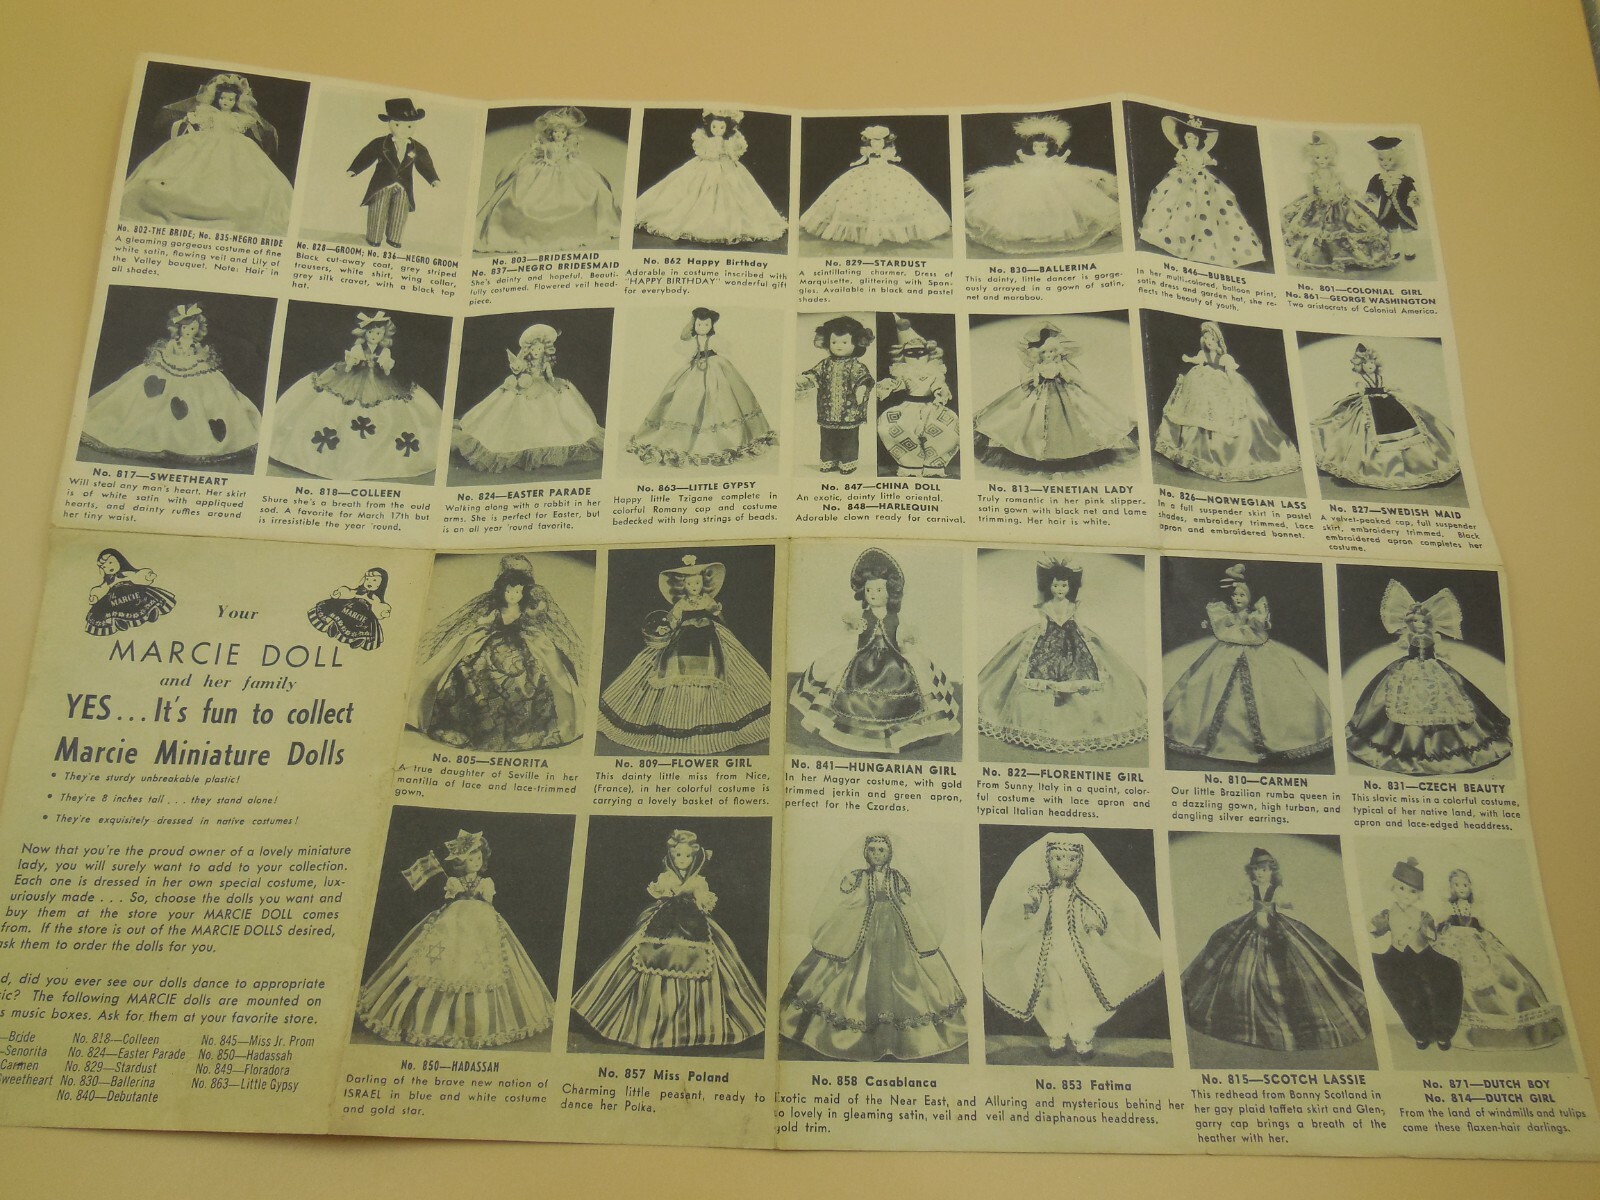 No. 802-THE BRIDE; No. 835-NEGRO BRIDE
A gleaming gorgeous costume of fine
white satin, flowing veil and Lily of
the Valley bouquet. Note: Hair in
all shades.
No. 828—GROOM; No. 836—NEGRO GROOM
Black cut-away coat, grey striped
trousers, white shirt, wing collar,
grey silk cravat, with a black top
hat.
No. 803—BRIDESMAID
No. 837—NEGRO BRIDESMAID
She's dainty and hopeful. Beauti-
fully costumed. Flowered veil head-
piece.
No. 862 Happy Birthday
Adorable in costume inscribed with
"HAPPY BIRTHDAY" wonderful gift
for everybody.
No. 829—STARDUST
A scintillating charmer. Dress of
Marquisette, glittering with Span-
gles. Available in black and pastel
shades.
No. 830—BALLERINA
This dainty, little dancer is gorge-
ously arrayed in a gown of satin,
net and marabou.
No. 846—BUBBLES
In her multi-colored, balloon print,
satin dress and garden hat, she re-
flects the beauty of youth.
No. 801—COLONIAL GIRL
No. 861—GEORGE WASHINGTON
Two aristocrats of Colonial America.
No. 817—SWEETHEART
Will steal any man's heart. Her skirt
is of white satin with appliqued
hearts, and dainty ruffles around
her tiny waist.
No. 818—COLLEEN
Shure she's a breath from the ould
sod. A favorite for March 17th but
is irresistible the year 'round.
No. 824—EASTER PARADE
Walking along with a rabbit in her
arms. She is perfect for Easter, but
is an all year 'round favorite.
No. 863—LITTLE GYPSY
Happy little Tzigane complete in
colorful Romany cap and costume
bedecked with long strings of beads.
No. 847—CHINA DOLL
An exotic, dainty little oriental.
No. 848—HARLEQUIN
Adorable clown ready for carnival.
No. 813—VENETIAN LADY
Truly romantic in her pink slipper-
satin gown with black net and Lame
trimming. Her hair is white.
No. 826—NORWEGIAN LASS
In a full suspender skirt in pastel
shades, embroidery trimmed. Lace
apron and embroidered bonnet.
No. 827—SWEDISH MAID
A velvet-peaked cap, full suspender
skirt, embroidery trimmed. Black
embroidered apron completes her
costume.
The MARCIE
The MARCIE
Your
MARCIE DOLL
and her family
YES...It's fun to collect
Marcie Miniature Dolls
• They're sturdy unbreakable plastic!
• They're 8 inches tall . . . they stand alone!
• They're exquisitely dressed in native costumes!
Now that you're the proud owner of a lovely miniature
lady, you will surely want to add to your collection.
Each one is dressed in her own special costume, lux-
uriously made . . . So, choose the dolls you want and
buy them at the store your MARCIE DOLL comes
from. If the store is out of the MARCIE DOLLS desired,
ask them to order the dolls for you.
d, did you ever see our dolls dance to appropriate
ic? The following MARCIE dolls are mounted on
s music boxes. Ask for them at your favorite store.
—Bride No. 818—Colleen No. 845—Miss Jr. Prom
—Senorita No. 824—Easter Parade No. 850—Hadassah
Carmen No. 829—Stardust No. 849—Floradora
Sweetheart No. 830—Ballerina No. 863—Little Gypsy
No. 840—Debutante
No. 805—SENORITA
A true daughter of Seville in her
mantilla of lace and lace-trimmed
gown.
No. 809—FLOWER GIRL
This dainty little miss from Nice,
(France), in her colorful costume is
carrying a lovely basket of flowers.
No. 841—HUNGARIAN GIRL
In her Magyar costume, with gold
trimmed jerkin and green apron,
perfect for the Czardas.
No. 822—FLORENTINE GIRL
From Sunny Italy in a quaint, color-
ful costume with lace apron and
typical Italian headdress.
No. 810—CARMEN
Our little Brazilian rumba queen in
a dazzling gown, high turban, and
dangling silver earrings.
No. 831—CZECH BEAUTY
This slavic miss in a colorful costume,
typical of her native land, with lace
apron and lace-edged headdress.
No. 850—HADASSAH
Darling of the brave new nation of
ISRAEL in blue and white costume
and gold star.
No. 857 Miss Poland
Charming little peasant, ready to
dance her Polka.
No. 858 Casablanca
Exotic maid of the Near East, and
so lovely in gleaming satin, veil and
gold trim.
No. 853 Fatima
Alluring and mysterious behind her
veil and diaphanous headdress.
No. 815—SCOTCH LASSIE
This redhead from Bonny Scotland in
her gay plaid taffeta skirt and Glen-
garry cap brings a breath of the
heather with her.
No. 871—DUTCH BOY
No. 814—DUTCH GIRL
From the land of windmills and tulips
come these flaxen-hair darlings.